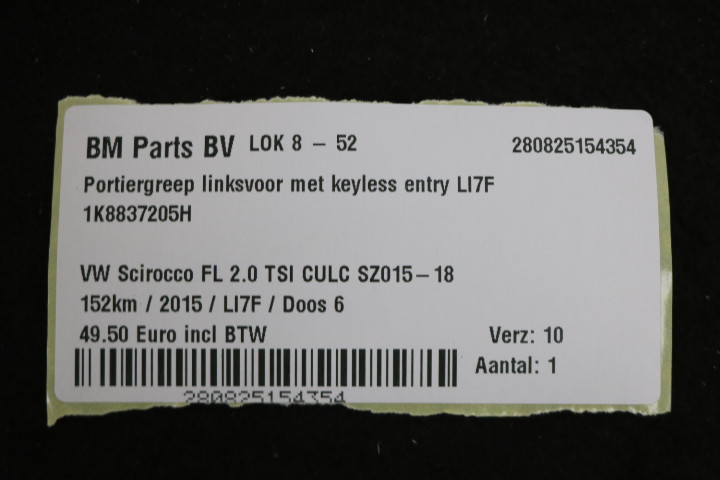 BM Parts BV LOK 8 - 52 280825154354
Portiergreep linksvoor met keyless entry LI7F
1K8837205H
VW Scirocco FL 2.0 TSI CULC SZ015-18
152km / 2015 / LI7F / Doos 6
49.50 Euro incl BTW Verz: 10
Aantal: 1
280825154354